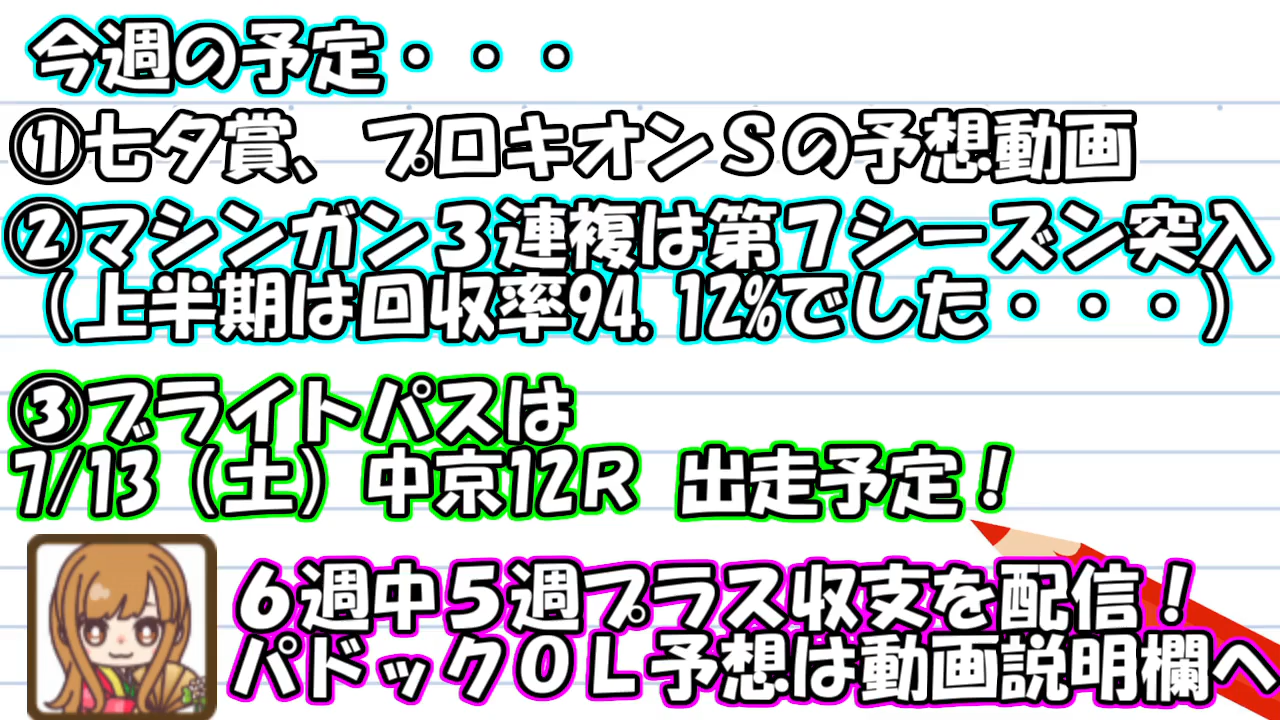 今週の予定・・・
①七夕賞、プロキオンＳの予想動画
②マシンガン３連複は第７シーズン突入
（上半期は回収率94.12%でした・・・）
③ブライトパスは
7/13（土）中京12Ｒ 出走予定！
６週中５週プラス収支を配信！
パドックＯＬ予想は動画説明欄へ